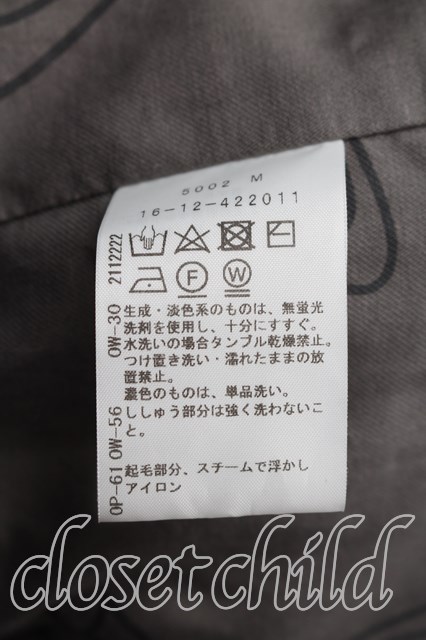 5002 M
16-12-422011
2112222
F
W
OW-30
生成・淡色系のものは、無蛍光
洗剤を使用し、十分にすすぐ。
水洗いの場合タンブル乾燥禁止。
つけ置き洗い・濡れたままの放
置禁止。
濃色のものは、単品洗い。
OW-56
ししゅう部分は強く洗わないこ
と。
OP-61
起毛部分、スチームで浮かし
アイロン
closet child